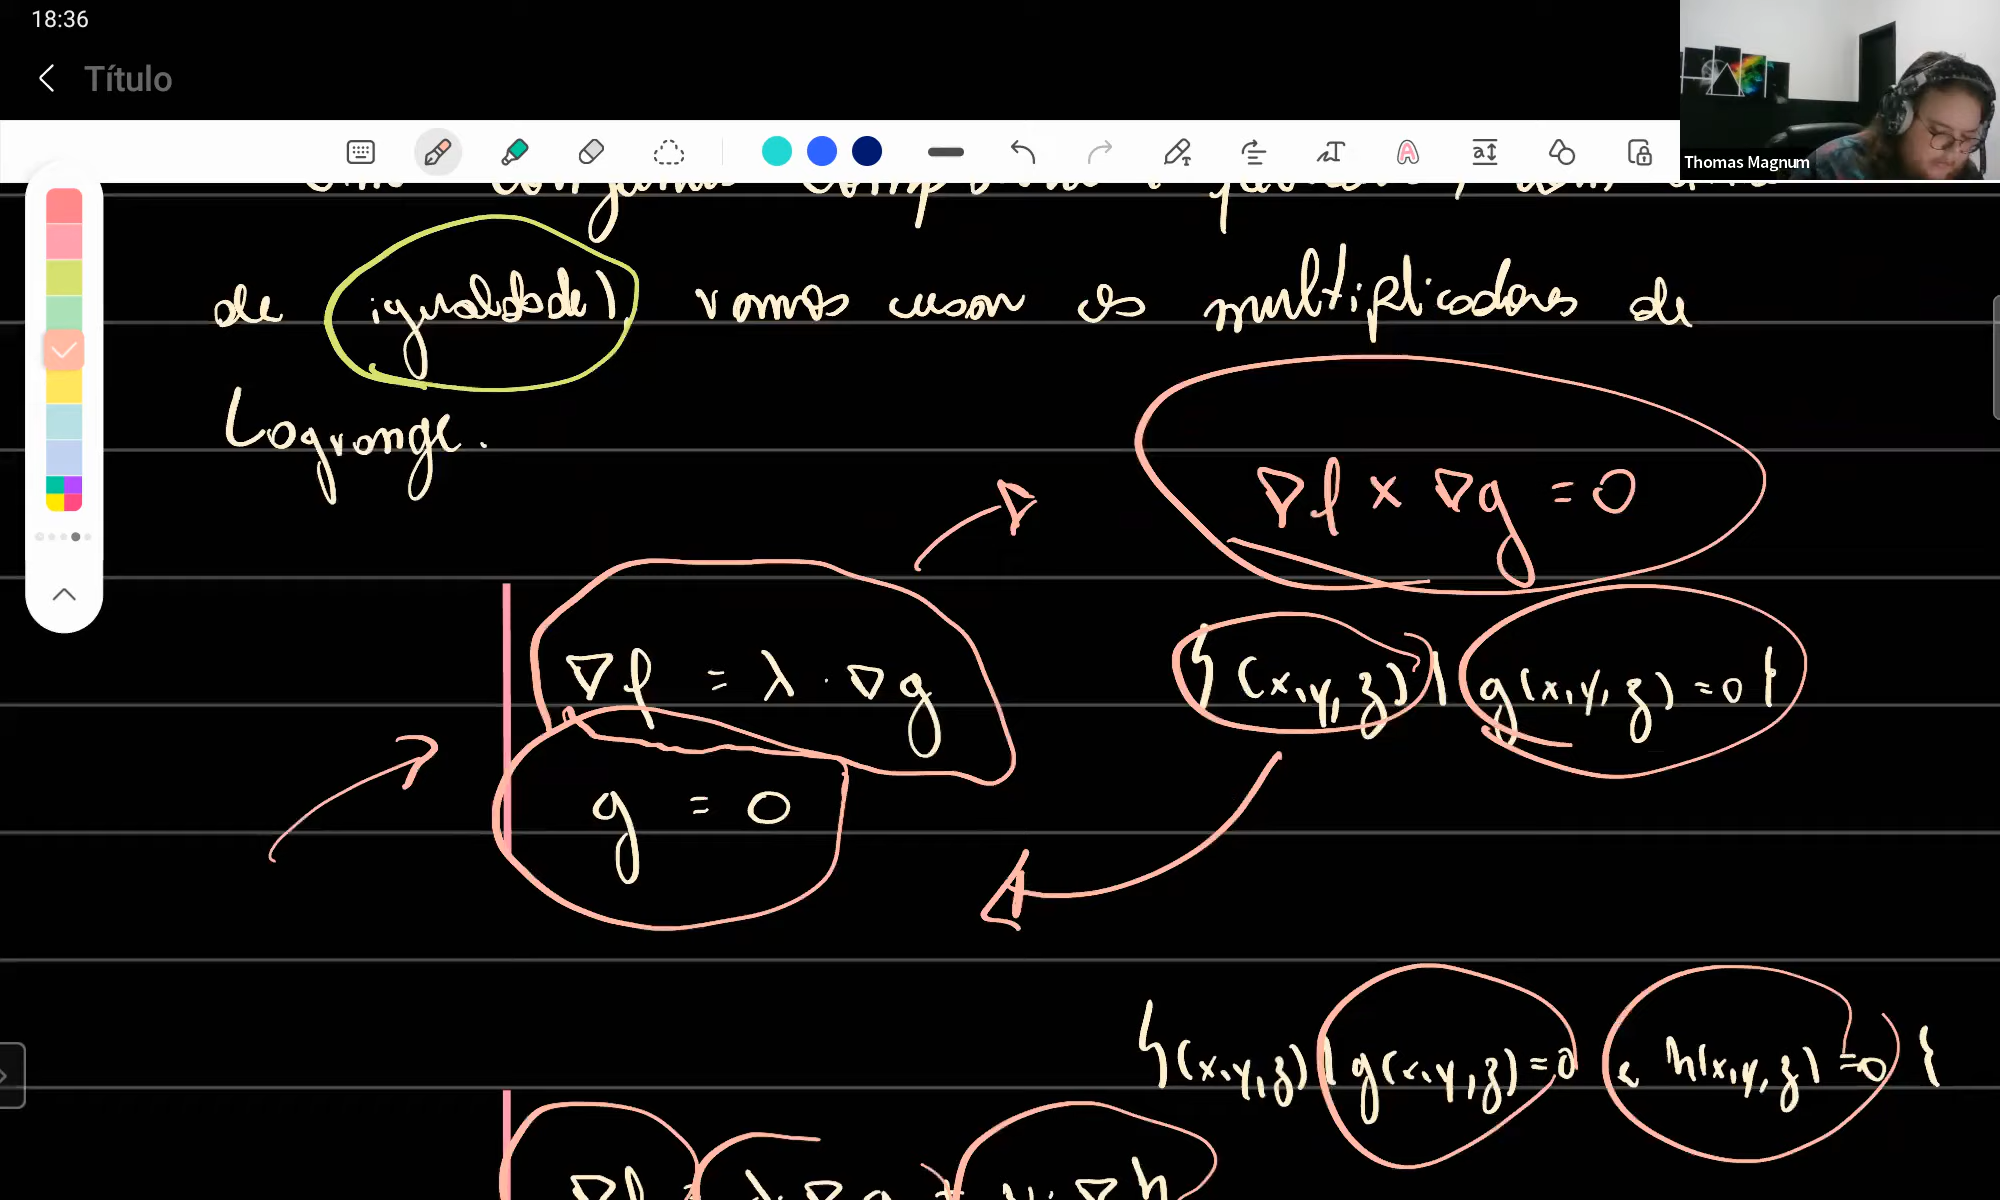 18:36
Título
Thomas Magnum
de igualdade), vamos usar os multiplicadores de
Lagrange.
∇f × ∇g = 0
∇f = λ · ∇g
{(x,y,z) | g(x,y,z) = 0}
g = 0
{(x,y,z) | g(x,y,z) = 0 e h(x,y,z) = 0}